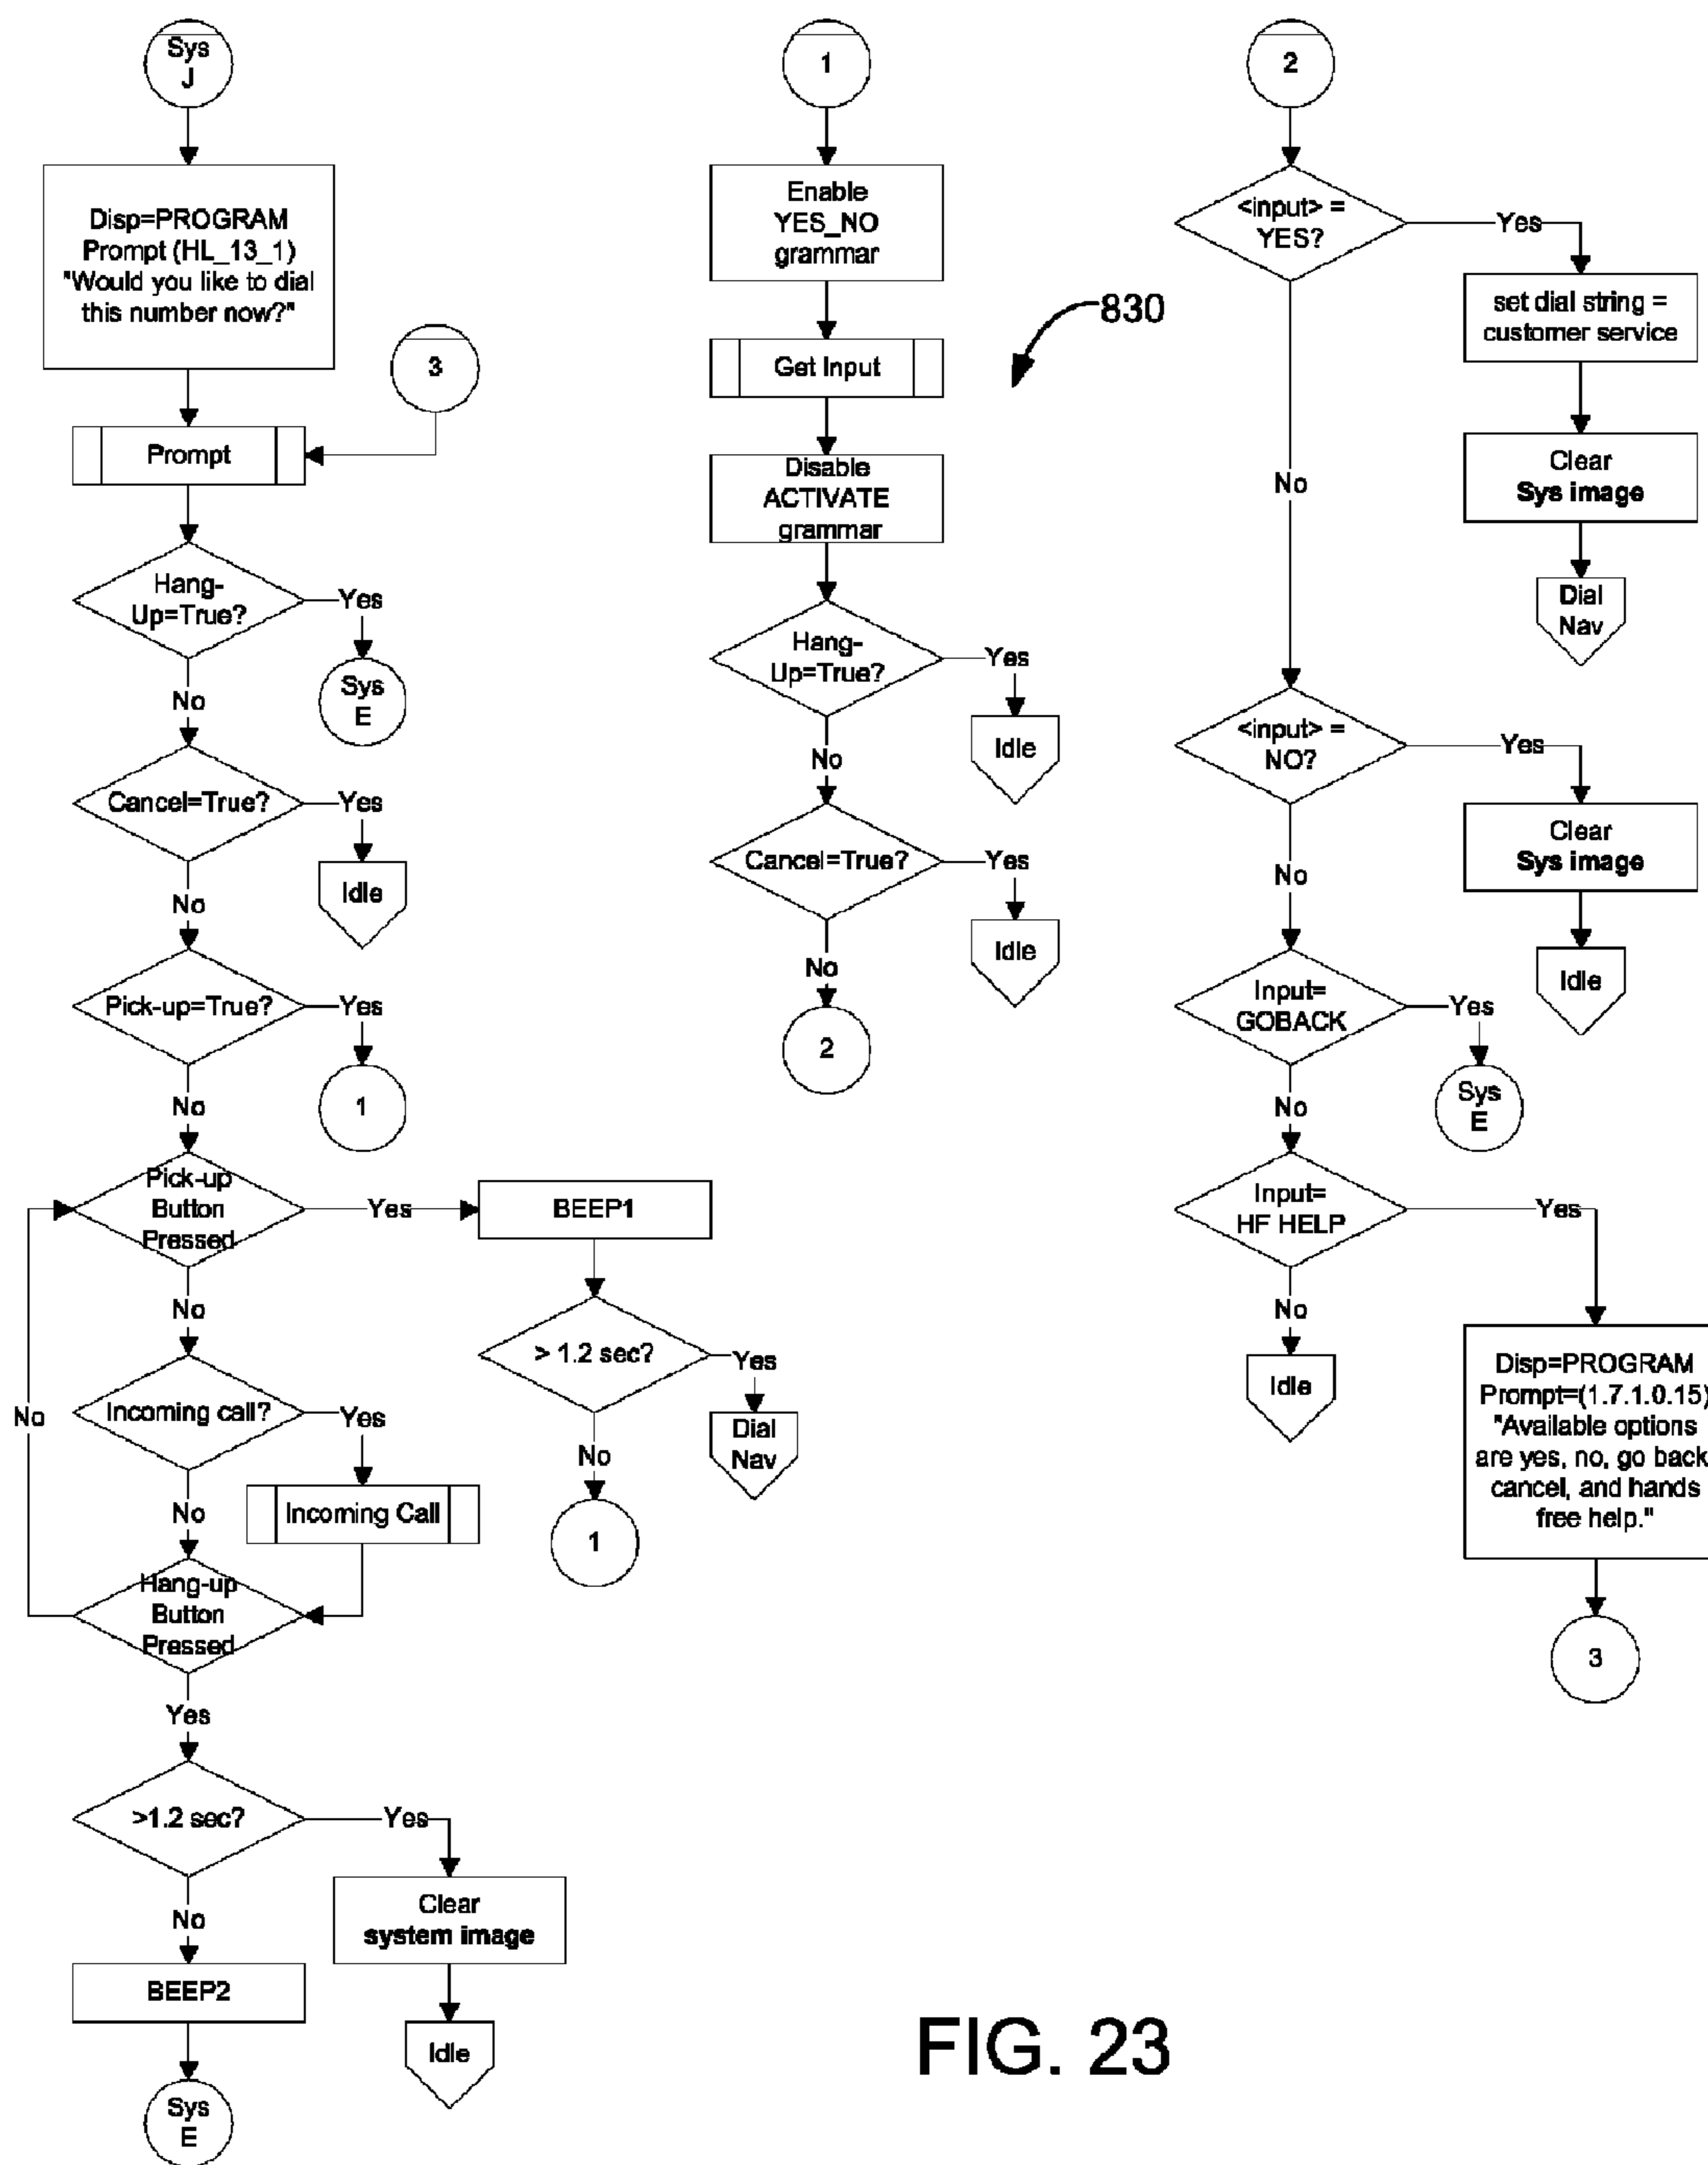 Sys
J
Disp=PROGRAM
Prompt (HL_13_1)
"Would you like to dial
this number now?"
3
Prompt
Hang-
Up=True?
Yes
Sys
E
No
Cancel=True?
Yes
Idle
No
Pick-up=True?
Yes
1
No
Pick-up
Button
Pressed
Yes
BEEP1
> 1.2 sec?
Yes
Dial
Nav
No
1
No
Incoming call?
Yes
Incoming Call
No
Hang-up
Button
Pressed
No
Yes
>1.2 sec?
Yes
Clear
system image
Idle
No
BEEP2
Sys
E
1
Enable
YES_NO
grammar
830
Get Input
Disable
ACTIVATE
grammar
Hang-
Up=True?
Yes
Idle
No
Cancel=True?
Yes
Idle
No
2
2
<input> =
YES?
Yes
set dial string =
customer service
Clear
Sys image
Dial
Nav
No
<input> =
NO?
Yes
Clear
Sys image
Idle
No
Input=
GOBACK
Yes
Sys
E
No
Input=
HF HELP
Yes
Disp=PROGRAM
Prompt=(1.7.1.0.15)
"Available options
are yes, no, go back,
cancel, and hands
free help."
3
No
Idle
FIG. 23